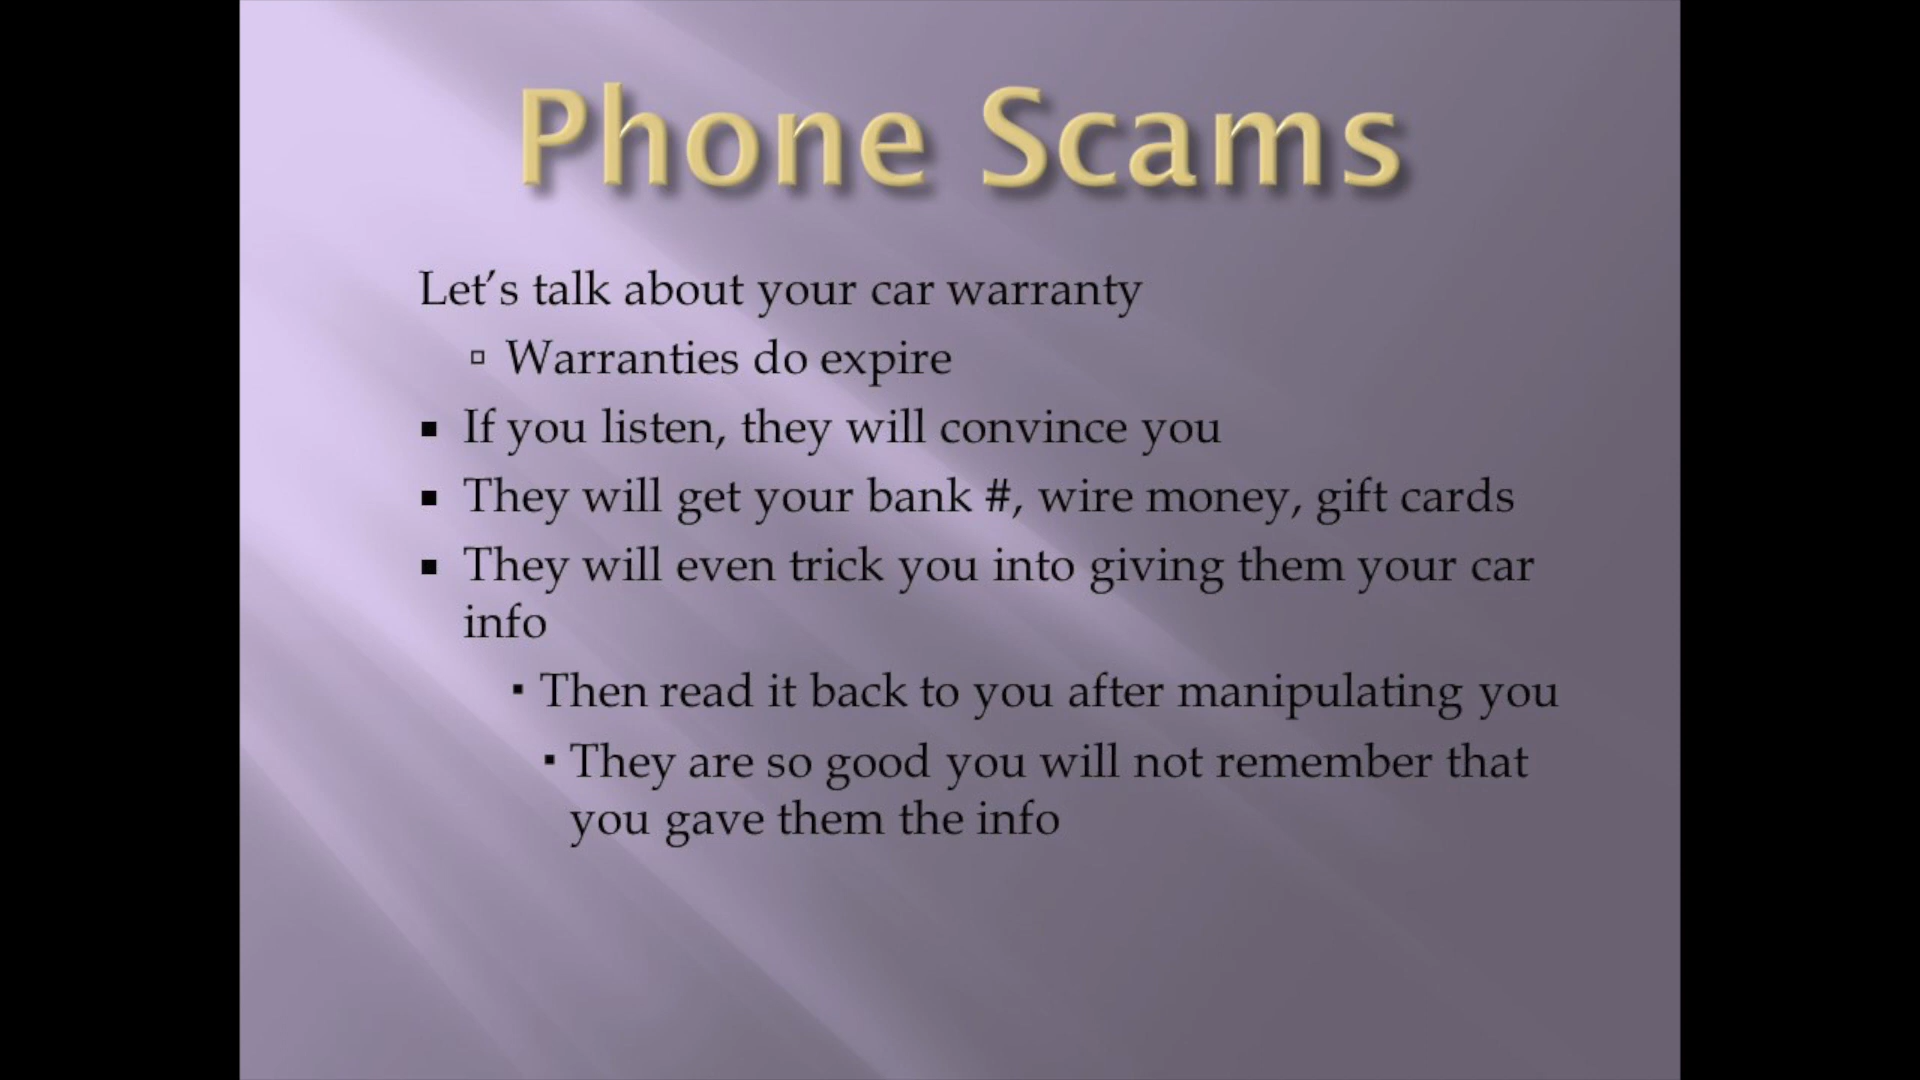 Phone Scams
Let’s talk about your car warranty
▫ Warranties do expire
▪ If you listen, they will convince you
▪ They will get your bank #, wire money, gift cards
▪ They will even trick you into giving them your car
info
▪ Then read it back to you after manipulating you
▪ They are so good you will not remember that
you gave them the info